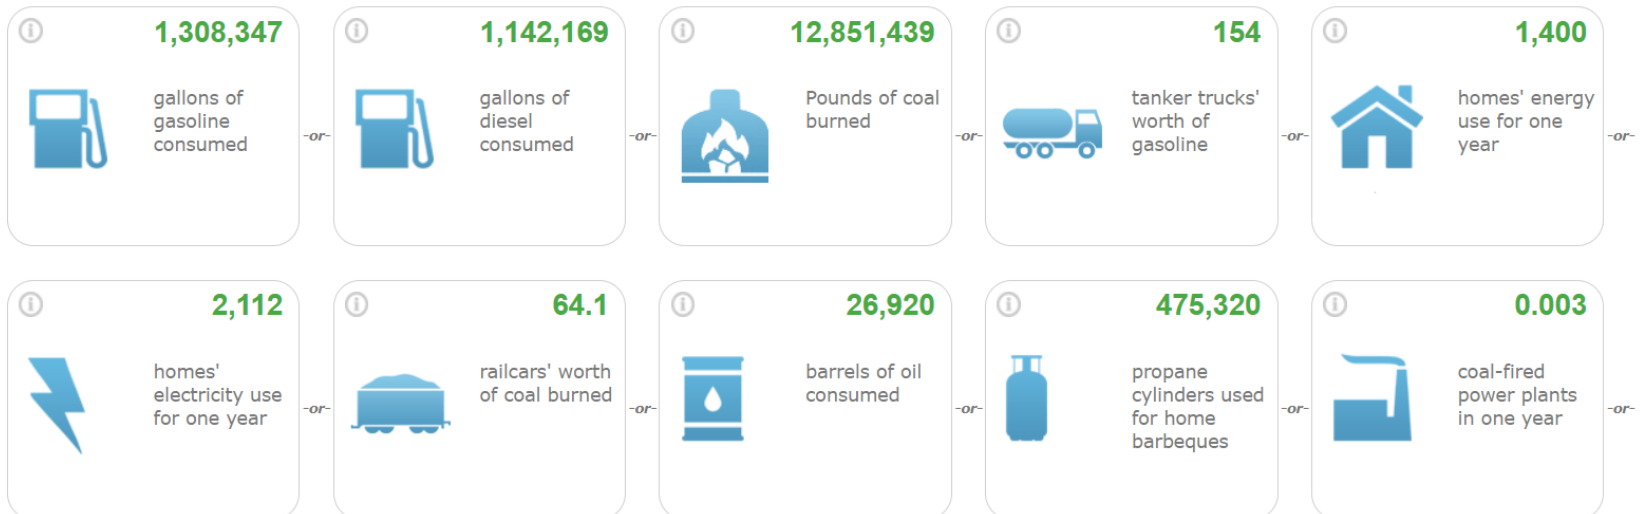 1,308,347
gallons of
gasoline
consumed
-or-
1,142,169
gallons of
diesel
consumed
-or-
12,851,439
Pounds of coal
burned
-or-
154
tanker trucks'
worth of
gasoline
-or-
1,400
homes' energy
use for one
year
-or-
2,112
homes'
electricity use
for one year
-or-
64.1
railcars' worth
of coal burned
-or-
26,920
barrels of oil
consumed
-or-
475,320
propane
cylinders used
for home
barbeques
-or-
0.003
coal-fired
power plants
in one year
-or-